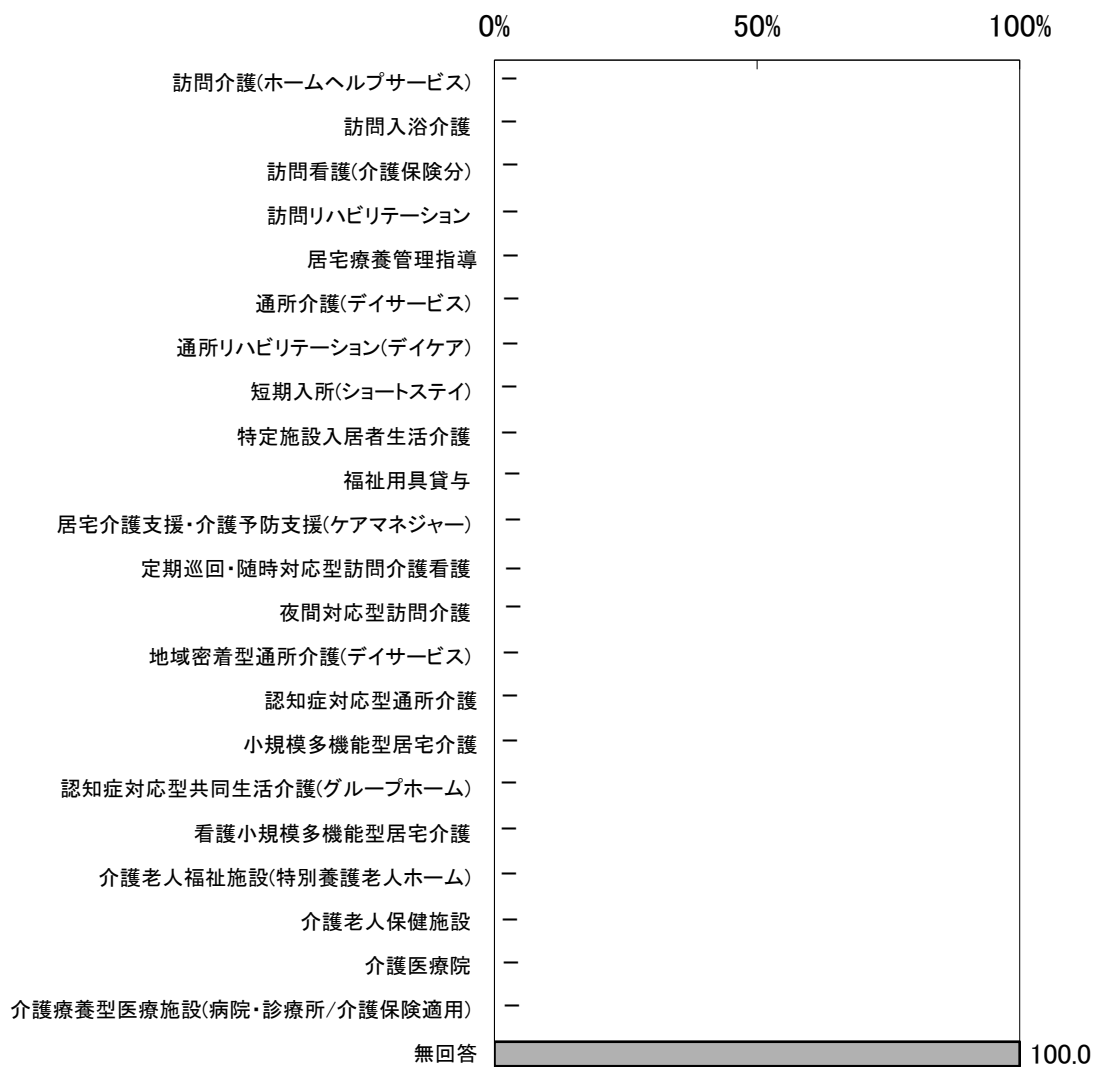 0% 50% 100%
訪問介護(ホームヘルプサービス) －
訪問入浴介護 －
訪問看護(介護保険分) －
訪問リハビリテーション －
居宅療養管理指導 －
通所介護(デイサービス) －
通所リハビリテーション(デイケア) －
短期入所(ショートステイ) －
特定施設入居者生活介護 －
福祉用具貸与 －
居宅介護支援・介護予防支援(ケアマネジャー) －
定期巡回・随時対応型訪問介護看護 －
夜間対応型訪問介護 －
地域密着型通所介護(デイサービス) －
認知症対応型通所介護 －
小規模多機能型居宅介護 －
認知症対応型共同生活介護(グループホーム) －
看護小規模多機能型居宅介護 －
介護老人福祉施設(特別養護老人ホーム) －
介護老人保健施設 －
介護医療院 －
介護療養型医療施設(病院・診療所/介護保険適用) －
無回答 100.0